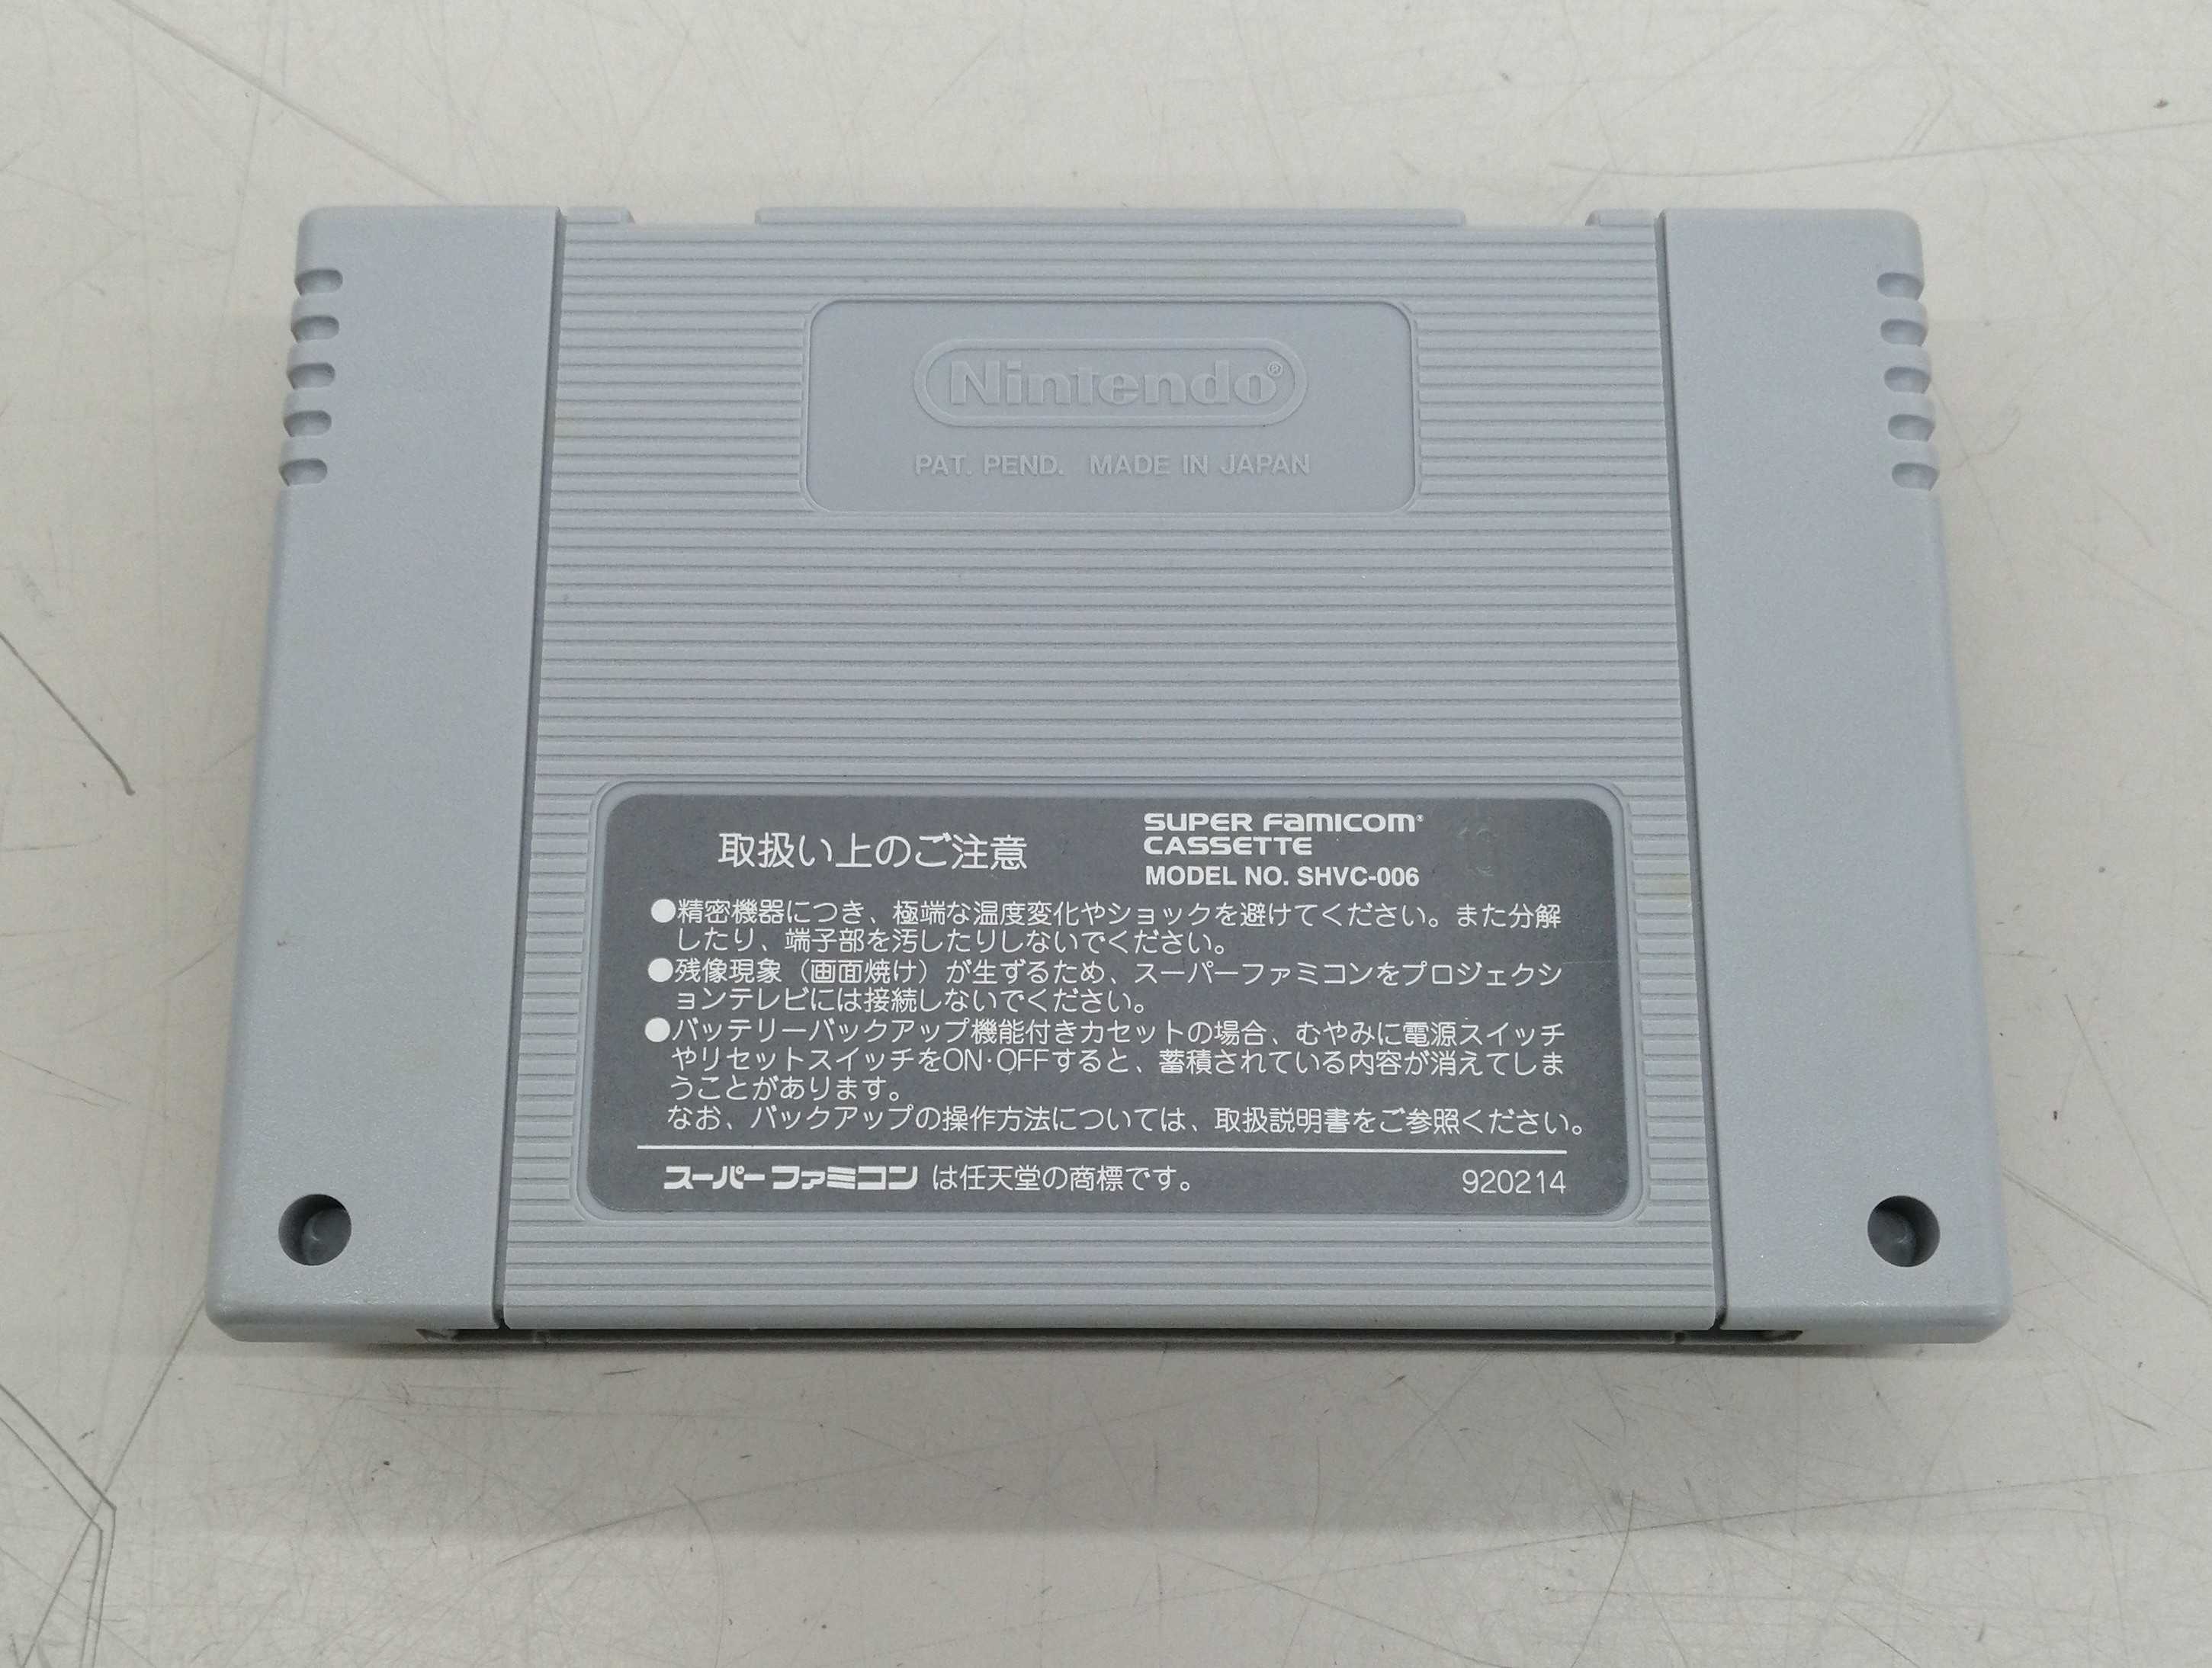 Nintendo®
PAT. PEND. MADE IN JAPAN
取扱い上のご注意
SUPER FAMICOM®
CASSETTE
MODEL NO. SHVC-006
●精密機器につき、極端な温度変化やショックを避けてください。また分解
したり、端子部を汚したりしないでください。
●残像現象（画面焼け）が生ずるため、スーパーファミコンをプロジェクシ
ョンテレビには接続しないでください。
●バッテリーバックアップ機能付きカセットの場合、むやみに電源スイッチ
やリセットスイッチをON·OFFすると、蓄積されている内容が消えてしま
うことがあります。
なお、バックアップの操作方法については、取扱説明書をご参照ください。
スーパーファミコン は任天堂の商標です。
920214